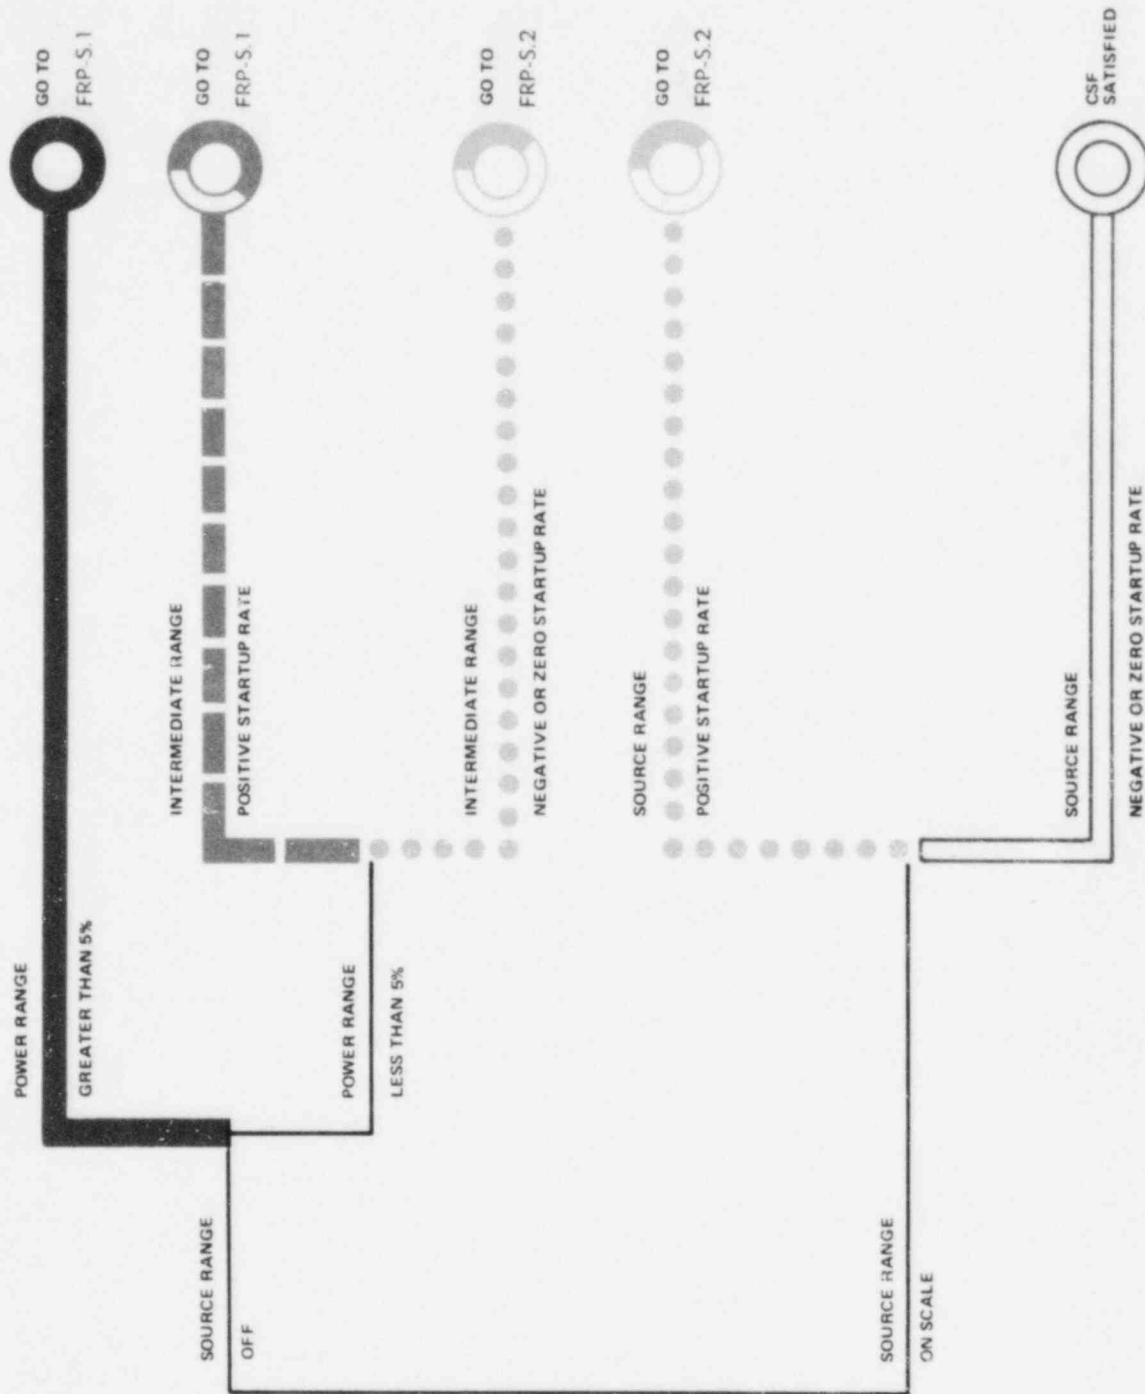 GO TO
FRP-S.1
GO TO
FRP-S.1
GO TO
FRP-S.2
GO TO
FRP-S.2
CSF
SATISFIED
INTERMEDIATE RANGE
POSITIVE STARTUP RATE
INTERMEDIATE RANGE
NEGATIVE OR ZERO STARTUP RATE
SOURCE RANGE
POSITIVE STARTUP RATE
SOURCE RANGE
NEGATIVE OR ZERO STARTUP RATE
POWER RANGE
GREATER THAN 5%
POWER RANGE
LESS THAN 5%
SOURCE RANGE
OFF
SOURCE RANGE
ON SCALE